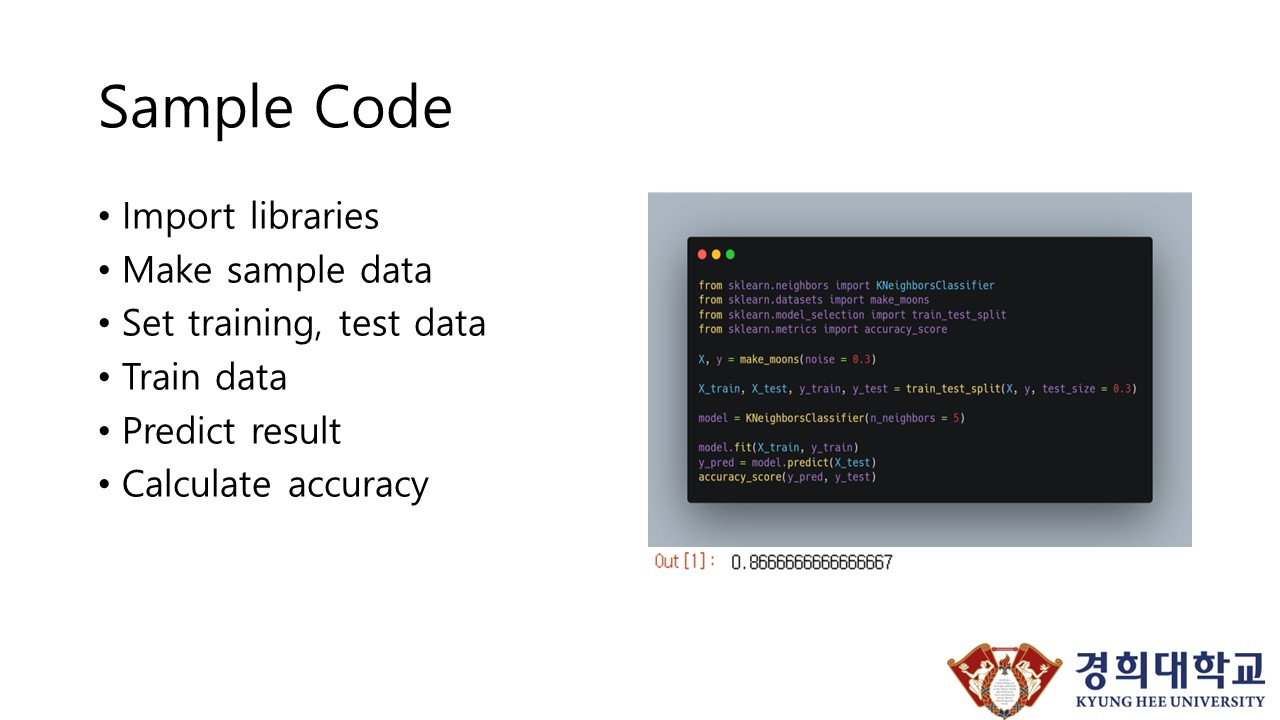 Sample Code
• Import libraries
• Make sample data
• Set training, test data
• Train data
• Predict result
• Calculate accuracy
from sklearn.neighbors import KNeighborsClassifier
from sklearn.datasets import make_moons
from sklearn.model_selection import train_test_split
from sklearn.metrics import accuracy_score
X, y = make_moons(noise = 0.3)
X_train, X_test, y_train, y_test = train_test_split(X, y, test_size = 0.3)
model = KNeighborsClassifier(n_neighbors = 5)
model.fit(X_train, y_train)
y_pred = model.predict(X_test)
accuracy_score(y_pred, y_test)
Out[1]: 0.8666666666666667
경희대학교
KYUNG HEE UNIVERSITY